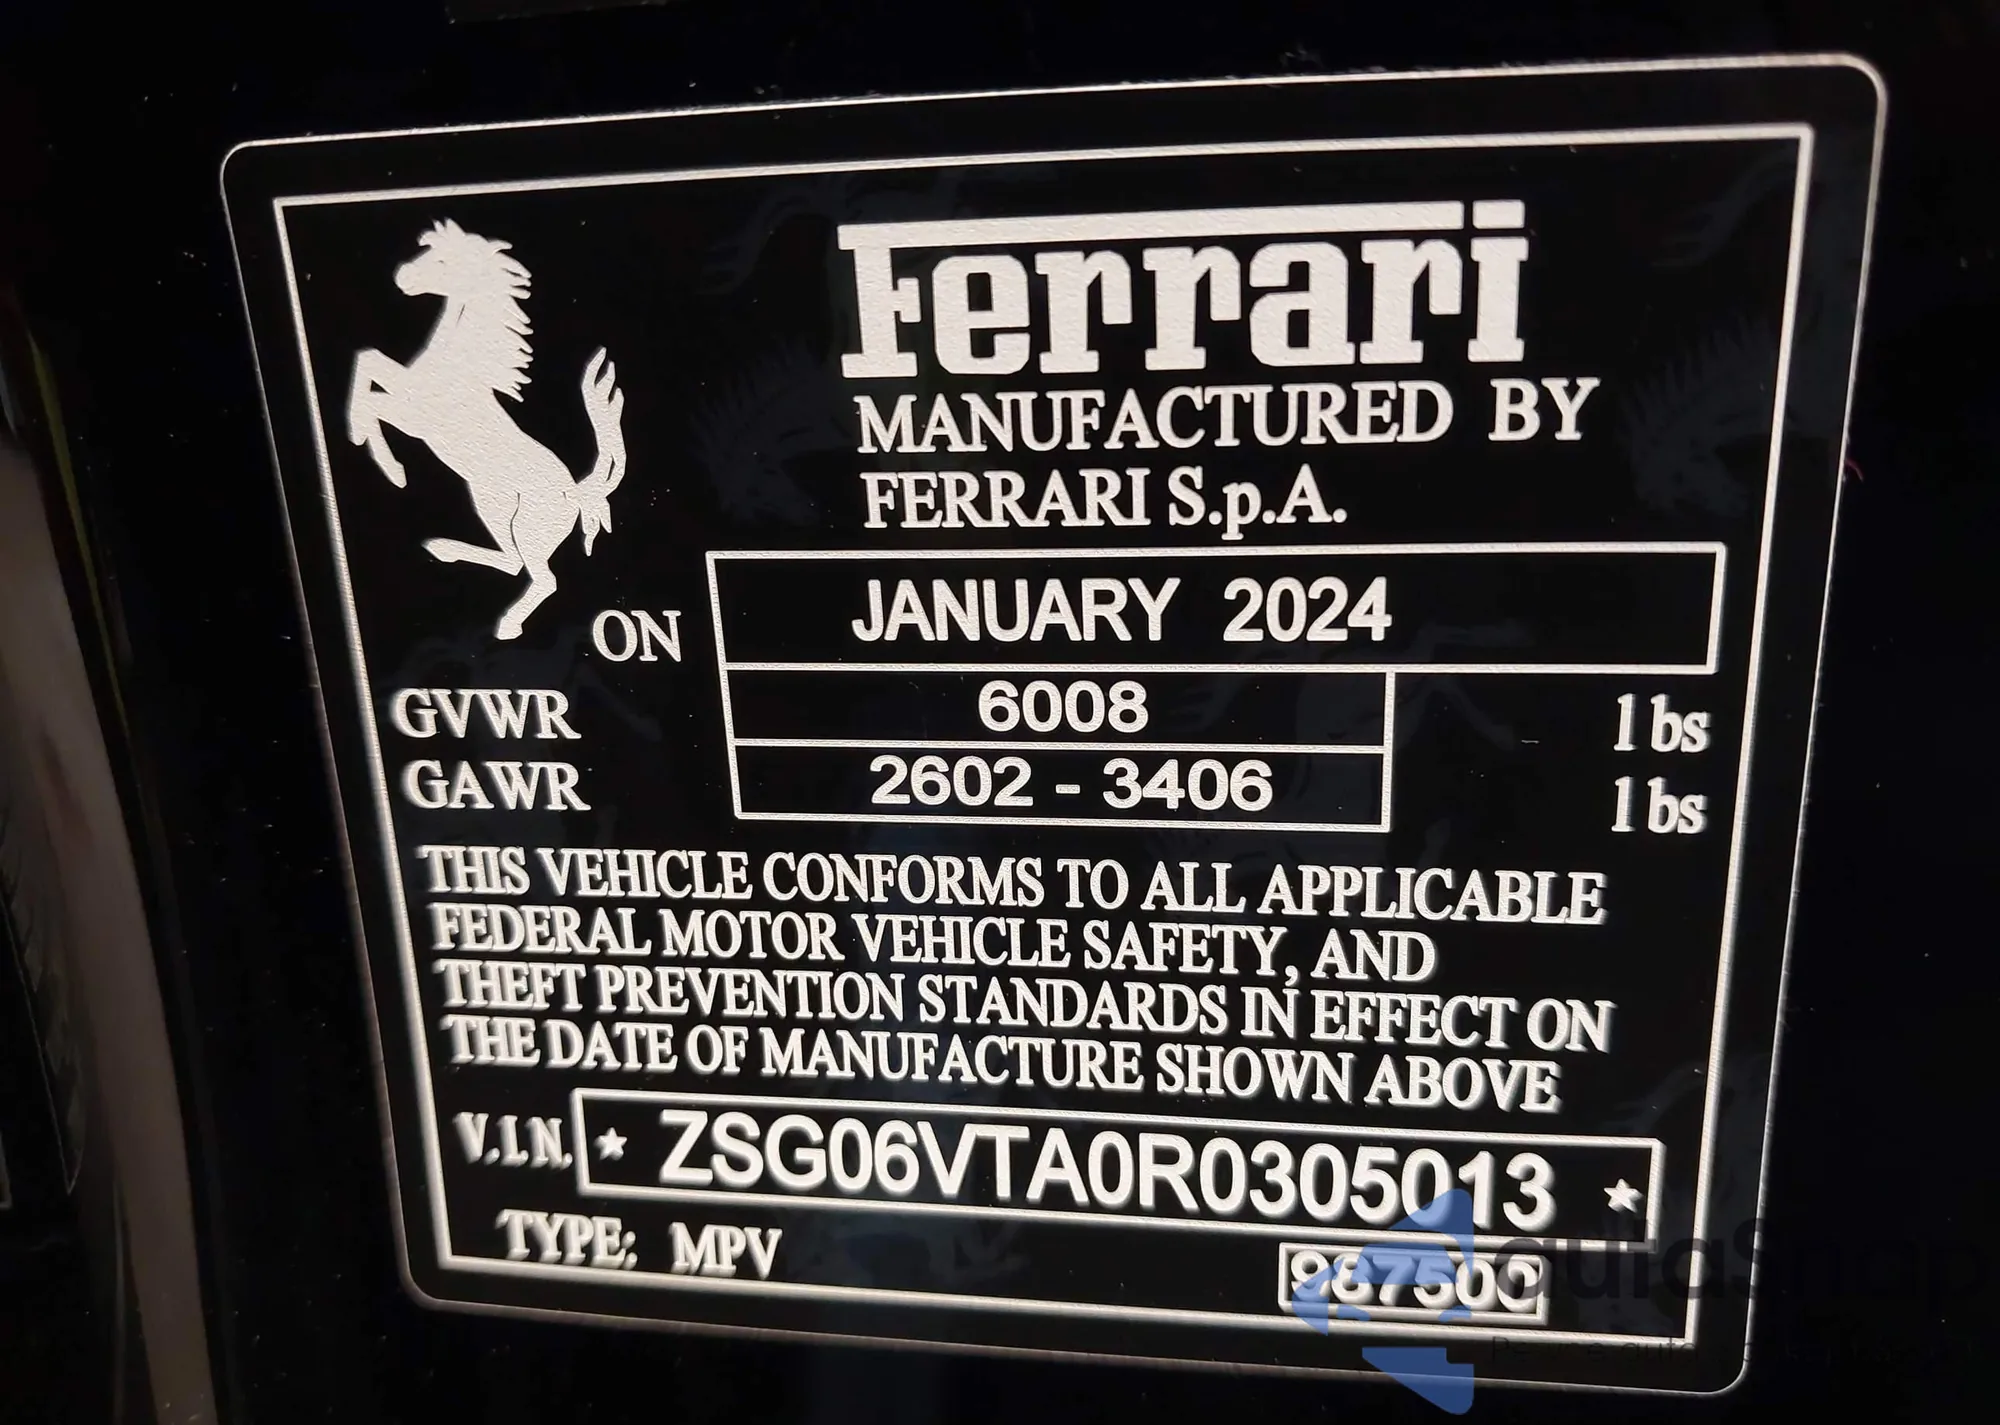 Ferrari
MANUFACTURED BY
FERRARI S.p.A.
ON JANUARY 2024
GVWR 6008 lbs
GAWR 2602 - 3406 lbs
THIS VEHICLE CONFORMS TO ALL APPLICABLE
FEDERAL MOTOR VEHICLE SAFETY, AND
THEFT PREVENTION STANDARDS IN EFFECT ON
THE DATE OF MANUFACTURE SHOWN ABOVE
V.I.N. ★ ZSG06VTA0R0305013 ★
TYPE: MPV 987500